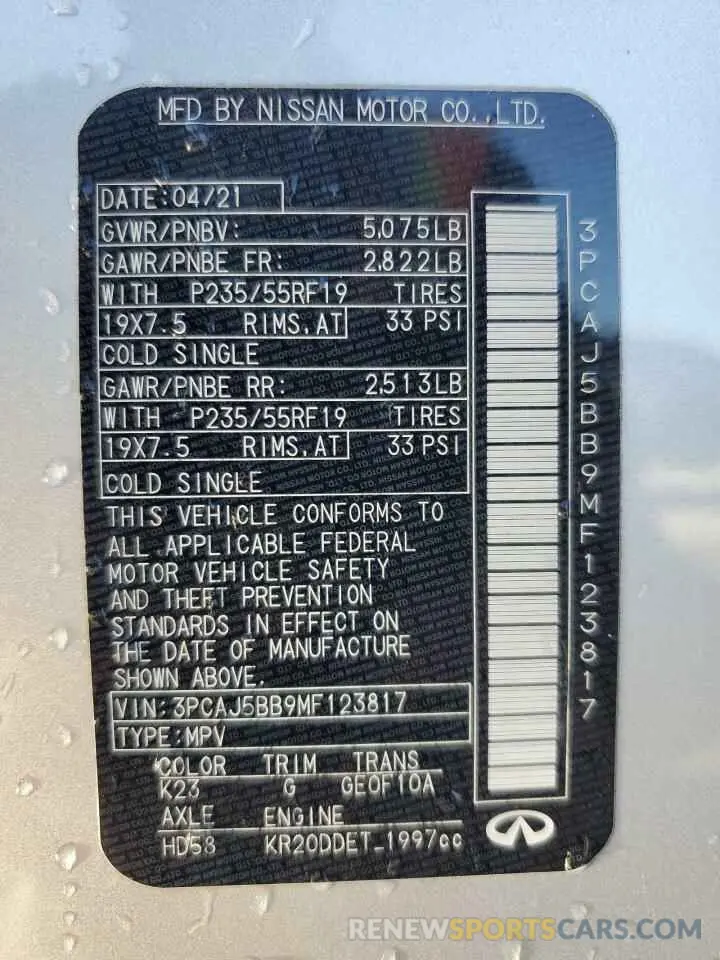 MFD BY NISSAN MOTOR CO.,LTD.
DATE:04/21
GVWR/PNBV: 5,075LB
GAWR/PNBE FR: 2,822LB
WITH P235/55RF19 TIRES
19X7.5 RIMS,AT 33 PSI
COLD SINGLE
GAWR/PNBE RR: 2,513LB
WITH P235/55RF19 TIRES
19X7.5 RIMS,AT 33 PSI
COLD SINGLE
THIS VEHICLE CONFORMS TO
ALL APPLICABLE FEDERAL
MOTOR VEHICLE SAFETY
AND THEFT PREVENTION
STANDARDS IN EFFECT ON
THE DATE OF MANUFACTURE
SHOWN ABOVE.
VIN:3PCAJ5BB9MF123817
TYPE:MPV
COLOR TRIM TRANS
K23 G GE0F10A
AXLE ENGINE
HD58 KR20DDET_1997cc
3PCAJ5BB9MF123817
RENEWSPORTSCARS.COM